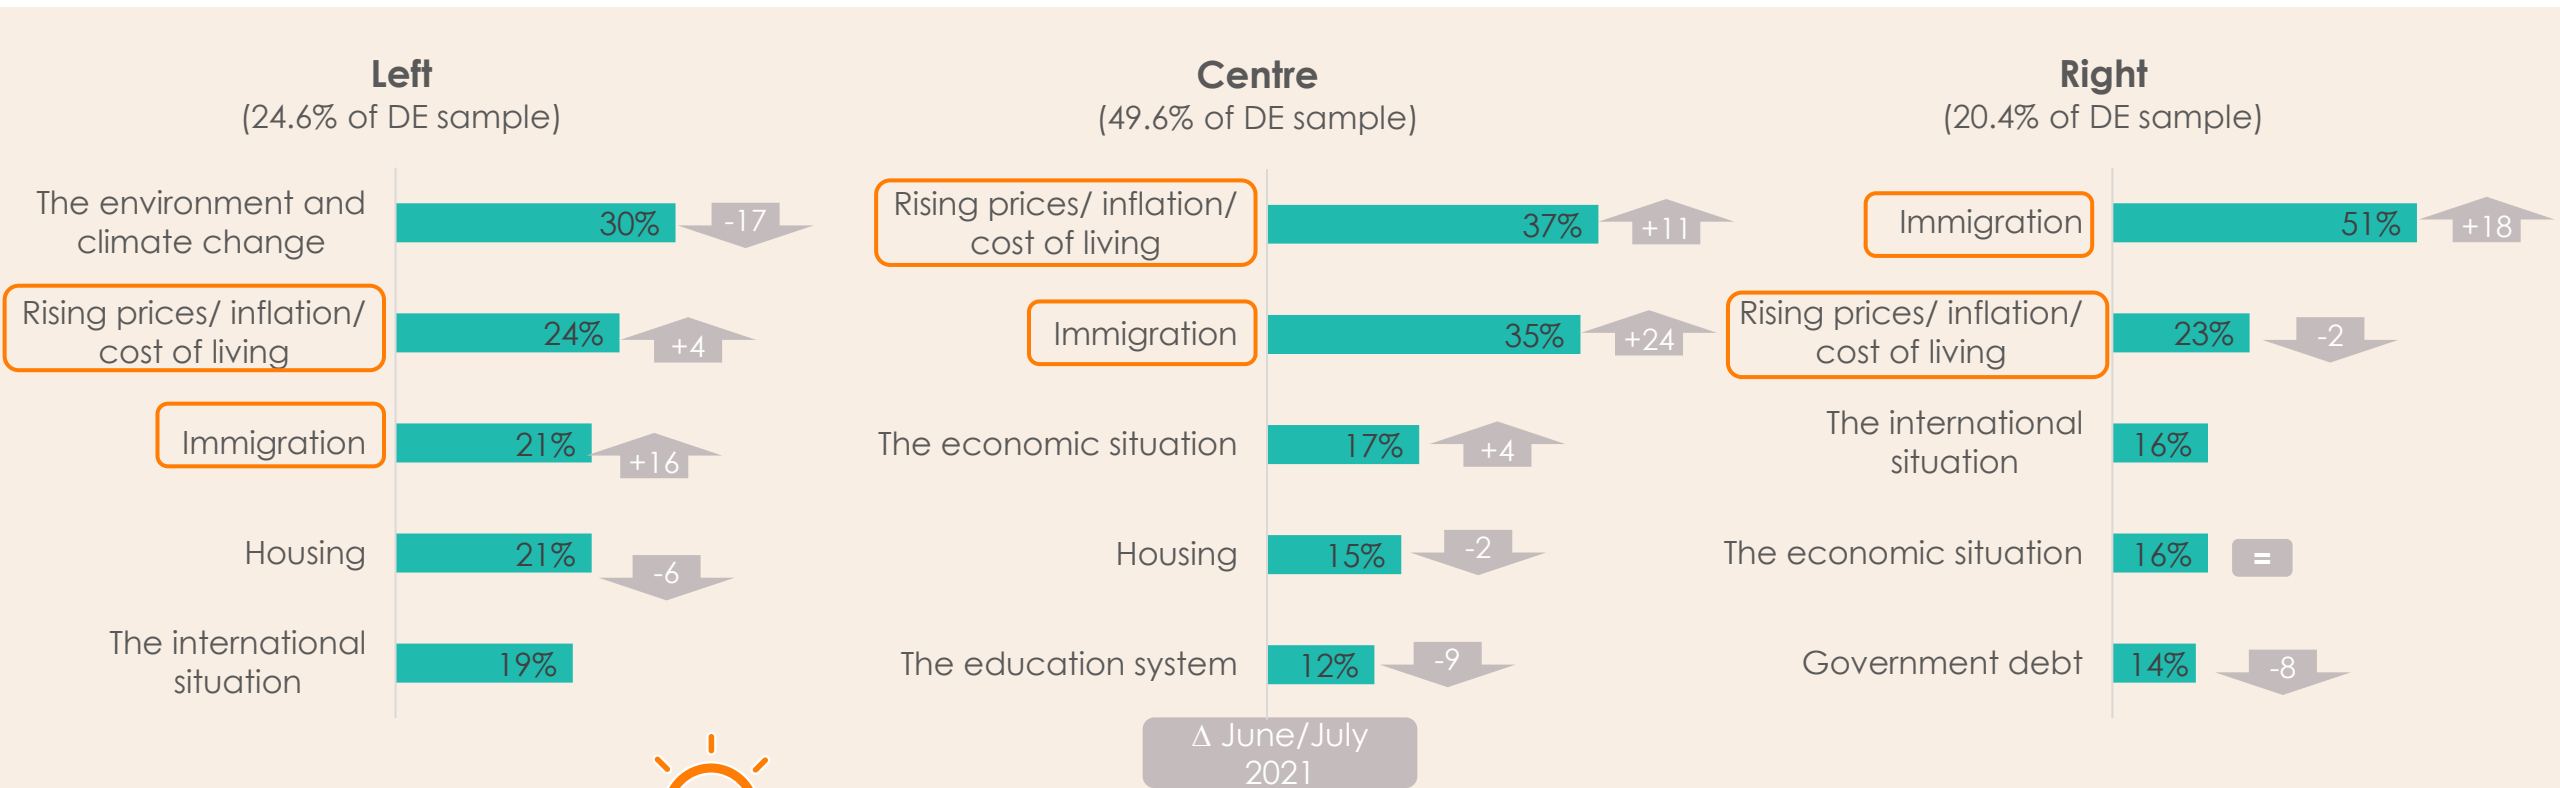 Left
(24.6% of DE sample)
The environment and
climate change
30%
-17
Rising prices/ inflation/
cost of living
24%
+4
Immigration
21%
+16
Housing
21%
-6
The international
situation
19%
Centre
(49.6% of DE sample)
Rising prices/ inflation/
cost of living
37%
+11
Immigration
35%
+24
The economic situation
17%
+4
Housing
15%
-2
The education system
12%
-9
Right
(20.4% of DE sample)
Immigration
51%
+18
Rising prices/ inflation/
cost of living
23%
-2
The international
situation
16%
The economic situation
16%
=
Government debt
14%
-8
Δ June/July
2021